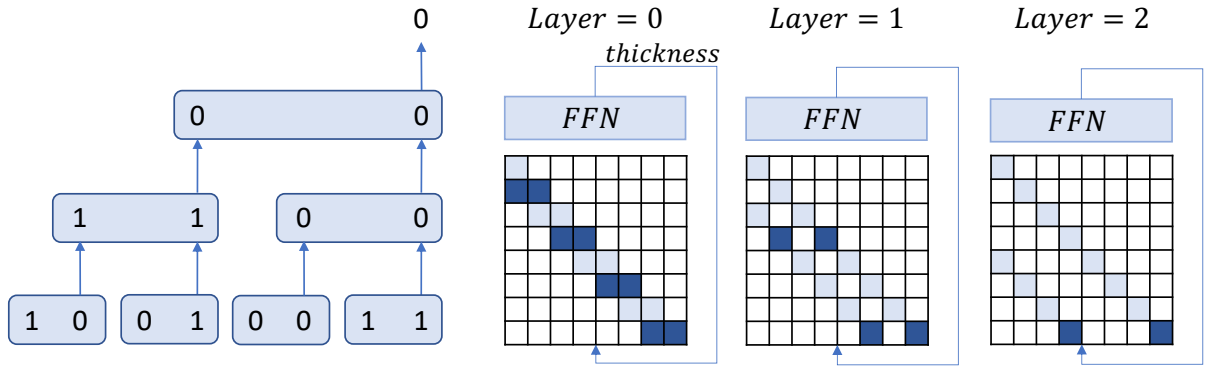 0
0 0
1 1 0 0
1 0 0 1 0 0 1 1
Layer = 0
thickness
FFN
Layer = 1
FFN
Layer = 2
FFN